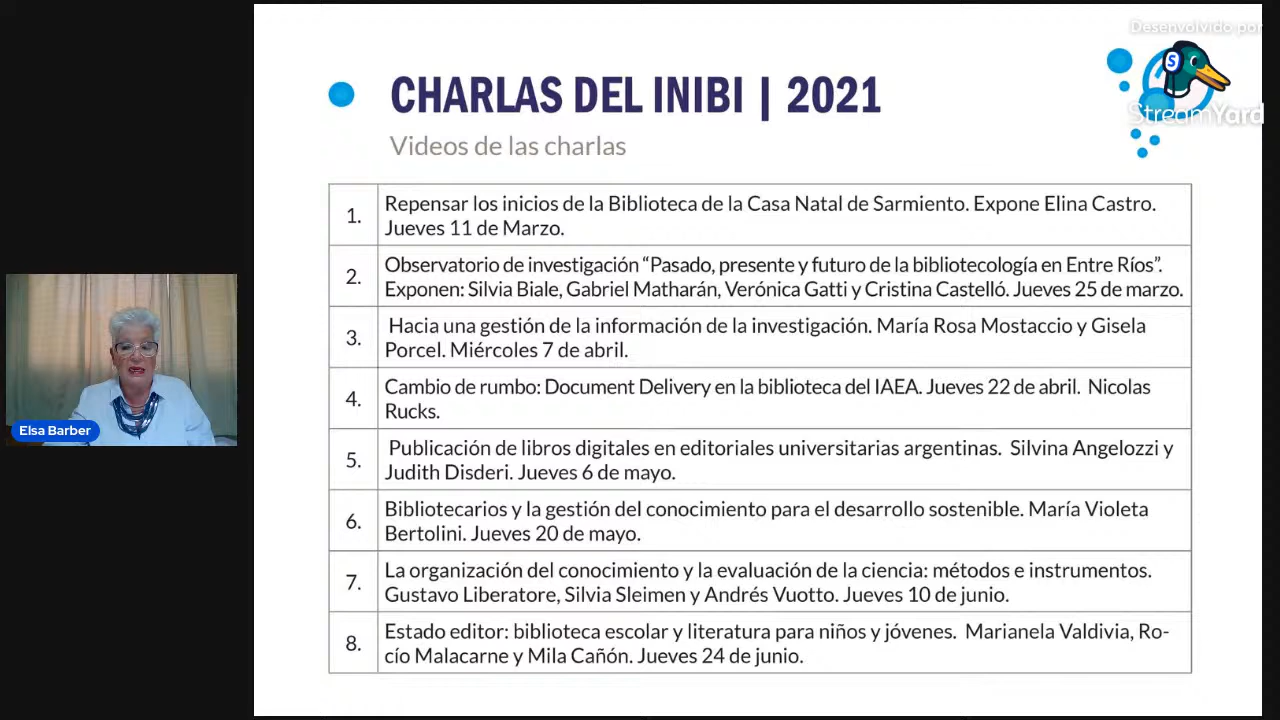 Desenvolvido por
StreamYard
CHARLAS DEL INIBI | 2021
Videos de las charlas
1.
Repensar los inicios de la Biblioteca de la Casa Natal de Sarmiento. Expone Elina Castro.
Jueves 11 de Marzo.
2.
Observatorio de investigación “Pasado, presente y futuro de la bibliotecología en Entre Ríos”.
Exponen: Silvia Biale, Gabriel Matharán, Verónica Gatti y Cristina Castelló. Jueves 25 de marzo.
3.
Hacia una gestión de la información de la investigación. María Rosa Mostaccio y Gisela
Porcel. Miércoles 7 de abril.
4.
Cambio de rumbo: Document Delivery en la biblioteca del IAEA. Jueves 22 de abril. Nicolas
Rucks.
5.
Publicación de libros digitales en editoriales universitarias argentinas. Silvina Angelozzi y
Judith Disderi. Jueves 6 de mayo.
6.
Bibliotecarios y la gestión del conocimiento para el desarrollo sostenible. María Violeta
Bertolini. Jueves 20 de mayo.
7.
La organización del conocimiento y la evaluación de la ciencia: métodos e instrumentos.
Gustavo Liberatore, Silvia Sleimen y Andrés Vuotto. Jueves 10 de junio.
8.
Estado editor: biblioteca escolar y literatura para niños y jóvenes. Marianela Valdivia, Ro-
cío Malacarne y Mila Cañón. Jueves 24 de junio.
Elsa Barber
S